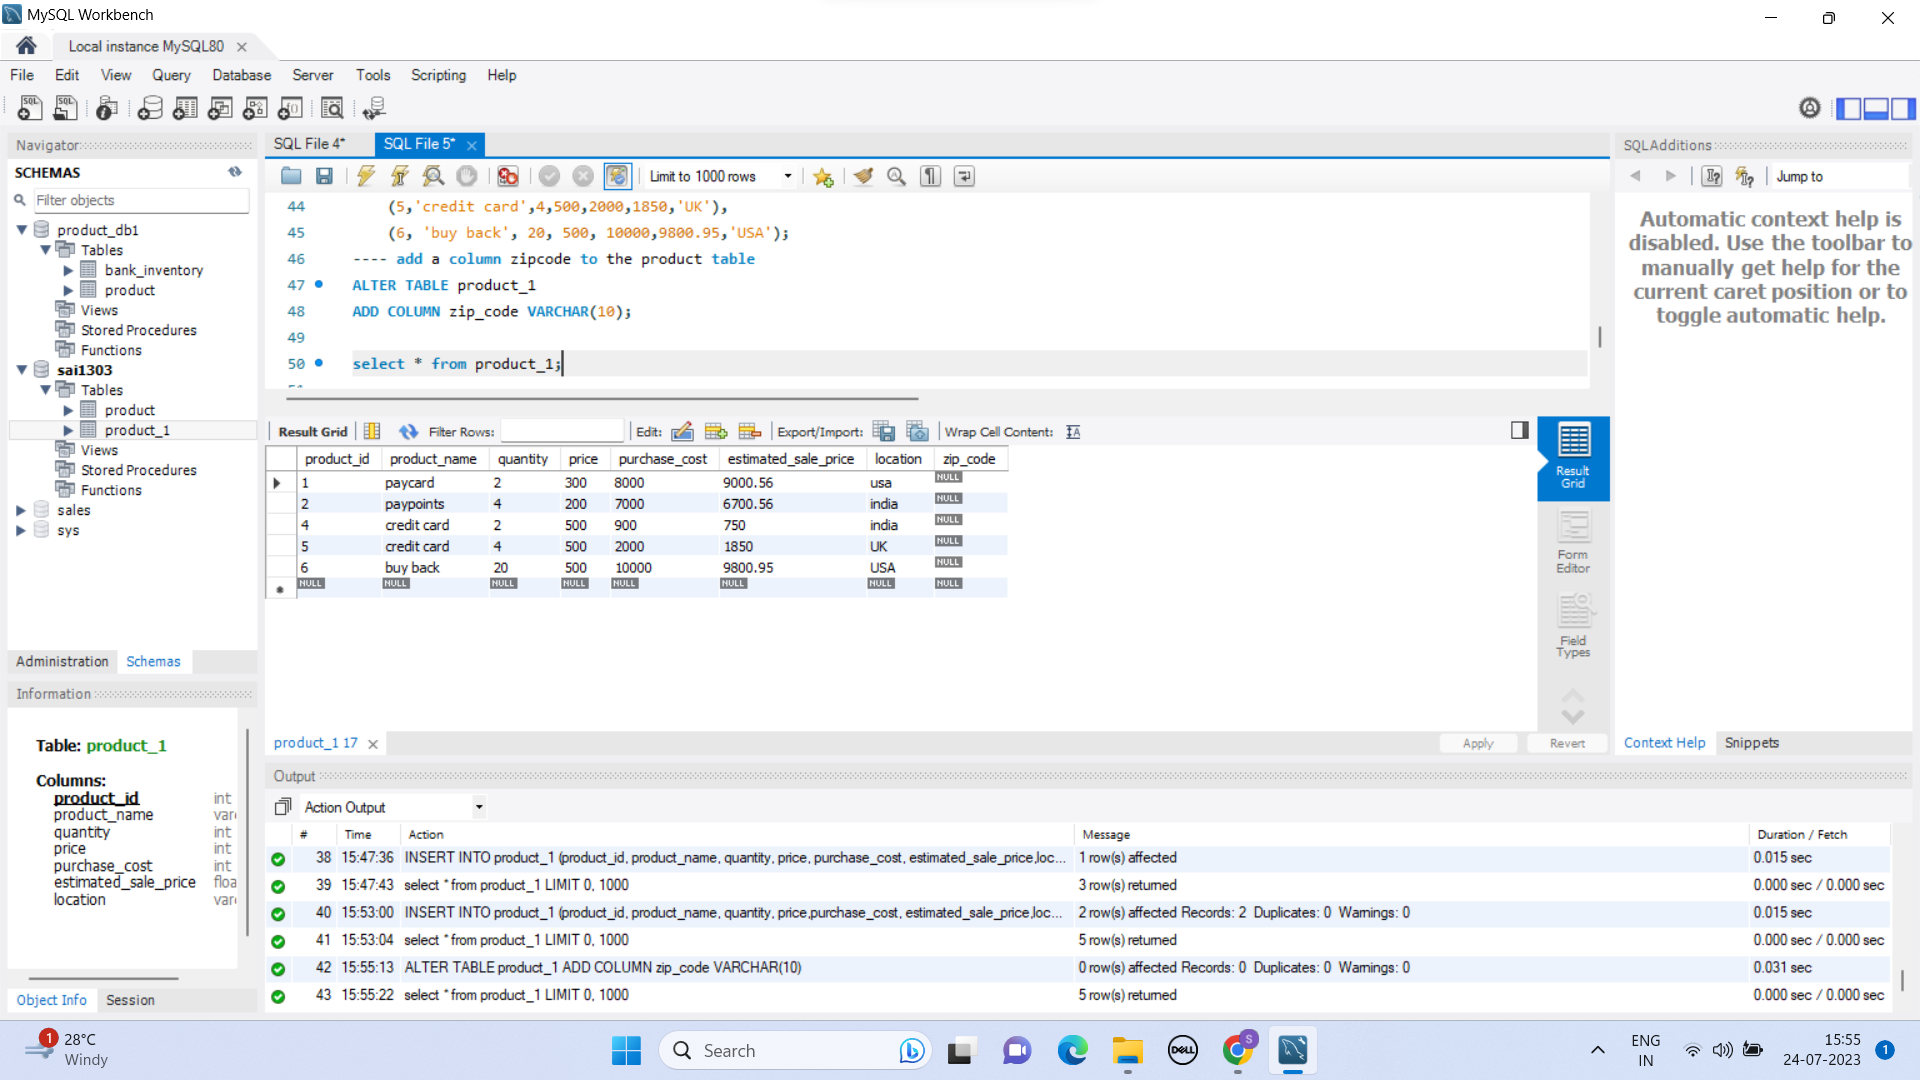 MySQL Workbench
Local instance MySQL80
File Edit View Query Database Server Tools Scripting Help
Navigator
SCHEMAS
Filter objects
product_db1
Tables
bank_inventory
product
Views
Stored Procedures
Functions
sai1303
Tables
product
product_1
Views
Stored Procedures
Functions
sales
sys
Administration Schemas
Information
Table: product_1
Columns:
product_id int
product_name varc
quantity int
price int
purchase_cost int
estimated_sale_price floa
location varc
Object Info Session
SQL File 4* SQL File 5*
Limit to 1000 rows
44 (5,'credit card',4,500,2000,1850,'UK'),
45 (6, 'buy back', 20, 500, 10000,9800.95,'USA');
46 ---- add a column zipcode to the product table
47 ALTER TABLE product_1
48 ADD COLUMN zip_code VARCHAR(10);
49
50 select * from product_1;
Result Grid Filter Rows: Edit: Export/Import: Wrap Cell Content:
product_id product_name quantity price purchase_cost estimated_sale_price location zip_code
1 paycard 2 300 8000 9000.56 usa NULL
2 paypoints 4 200 7000 6700.56 india NULL
4 credit card 2 500 900 750 india NULL
5 credit card 4 500 2000 1850 UK NULL
6 buy back 20 500 10000 9800.95 USA NULL
NULL NULL NULL NULL NULL NULL NULL NULL
Result Grid
Form Editor
Field Types
product_1 17
Apply Revert
SQLAdditions
Jump to
Automatic context help is
disabled. Use the toolbar to
manually get help for the
current caret position or to
toggle automatic help.
Context Help Snippets
Output
Action Output
# Time Action Message Duration / Fetch
38 15:47:36 INSERT INTO product_1 (product_id, product_name, quantity, price, purchase_cost, estimated_sale_price,loc... 1 row(s) affected 0.015 sec
39 15:47:43 select * from product_1 LIMIT 0, 1000 3 row(s) returned 0.000 sec / 0.000 sec
40 15:53:00 INSERT INTO product_1 (product_id, product_name, quantity, price,purchase_cost, estimated_sale_price,loc... 2 row(s) affected Records: 2 Duplicates: 0 Warnings: 0 0.015 sec
41 15:53:04 select * from product_1 LIMIT 0, 1000 5 row(s) returned 0.000 sec / 0.000 sec
42 15:55:13 ALTER TABLE product_1 ADD COLUMN zip_code VARCHAR(10) 0 row(s) affected Records: 0 Duplicates: 0 Warnings: 0 0.031 sec
43 15:55:22 select * from product_1 LIMIT 0, 1000 5 row(s) returned 0.000 sec / 0.000 sec
1 28°C
Windy
Search
DELL
S
ENG
IN
15:55
24-07-2023
1